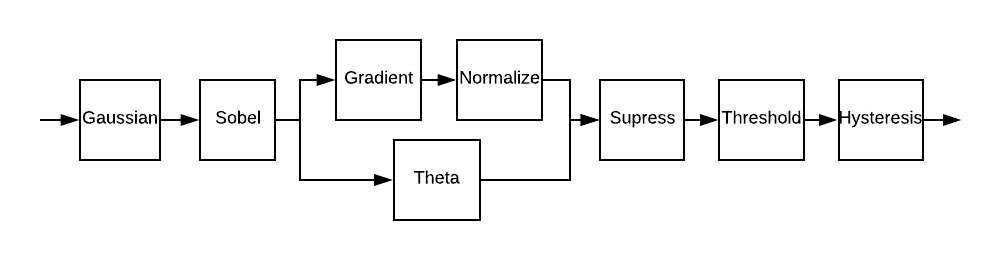 Gaussian
Sobel
Gradient
Normalize
Theta
Supress
Threshold
Hysteresis